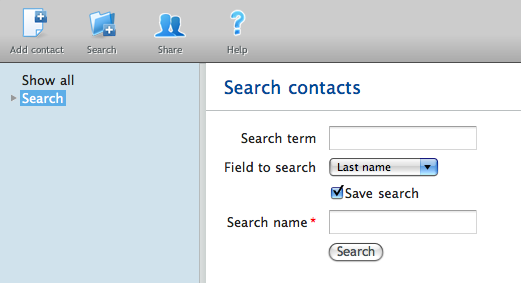 Add contact Search Share Help
Show all
Search
Search contacts
Search term
Field to search Last name
Save search
Search name *
Search